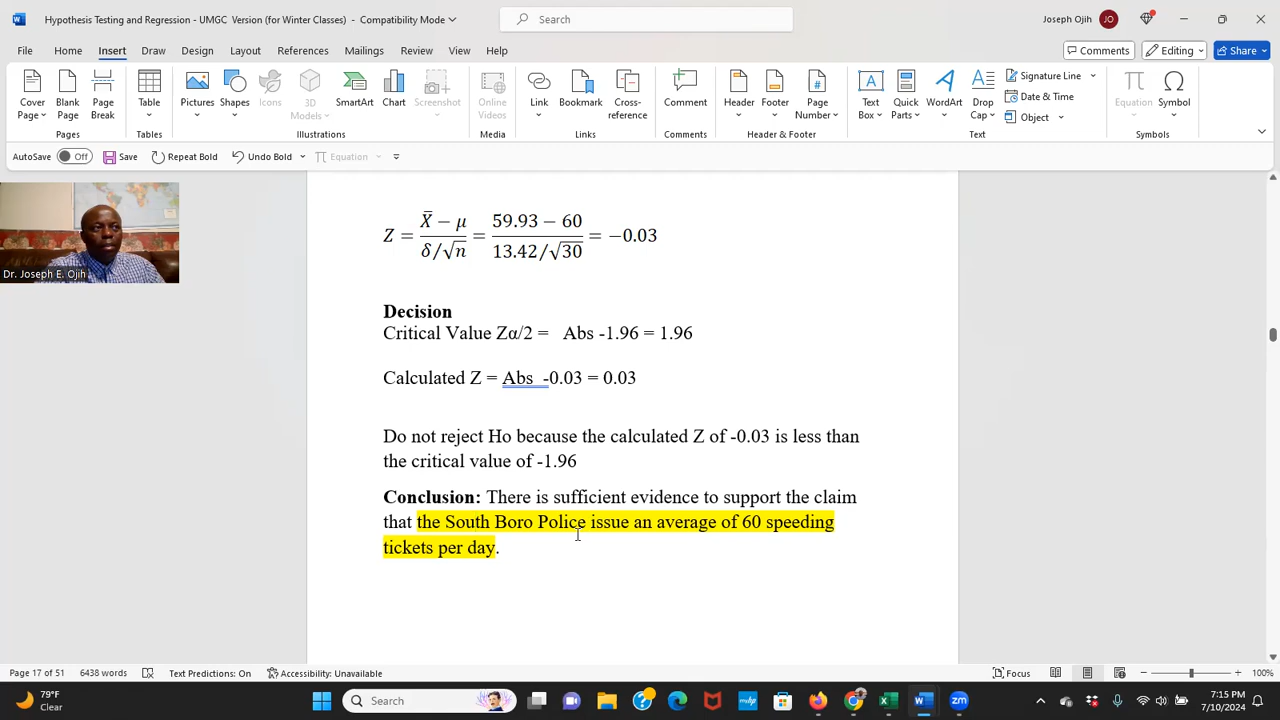 Hypothesis Testing and Regression - UMGC Version (for Winter Classes) - Compatibility Mode
Search
Joseph Ojih
JO
File Home Insert Draw Design Layout References Mailings Review View Help
Comments
Editing
Share
Cover Page
Blank Page
Page Break
Table
Pictures
Shapes
Icons
3D Models
SmartArt
Chart
Screenshot
Online Videos
Link
Bookmark
Cross-reference
Comment
Header
Footer
Page Number
Text Box
Quick Parts
WordArt
Drop Cap
Signature Line
Date & Time
Object
Equation
Symbol
Pages Tables Illustrations Media Links Comments Header & Footer Text Symbols
AutoSave Off Save Repeat Bold Undo Bold Equation
Dr. Joseph E. Ojih
Z = (X̄ − μ)/(δ/√n) = (59.93 − 60)/(13.42/√30) = −0.03
Decision
Critical Value Zα/2 = Abs -1.96 = 1.96
Calculated Z = Abs -0.03 = 0.03
Do not reject Ho because the calculated Z of -0.03 is less than
the critical value of -1.96
Conclusion: There is sufficient evidence to support the claim
that the South Boro Police issue an average of 60 speeding
tickets per day.
Page 17 of 51 6438 words Text Predictions: On Accessibility: Unavailable Focus 100%
79°F
Clear
Search
mdp
zm
7:15 PM
7/10/2024